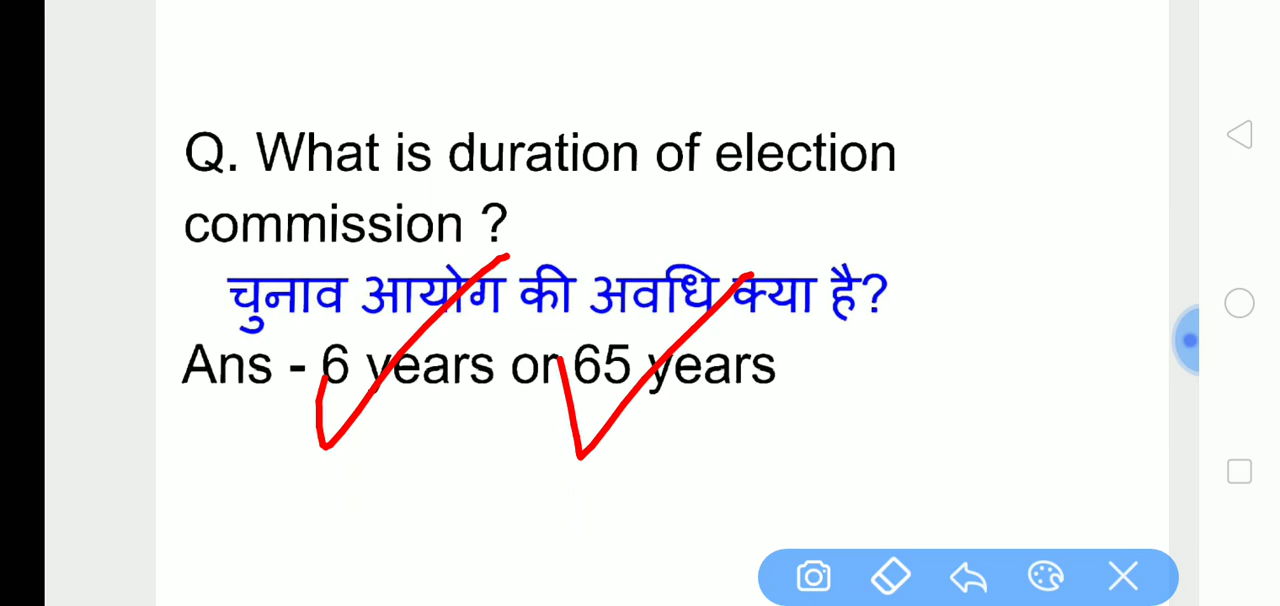 Q. What is duration of election
commission ?
चुनाव आयोग की अवधि क्या है?
Ans - 6 years or 65 years